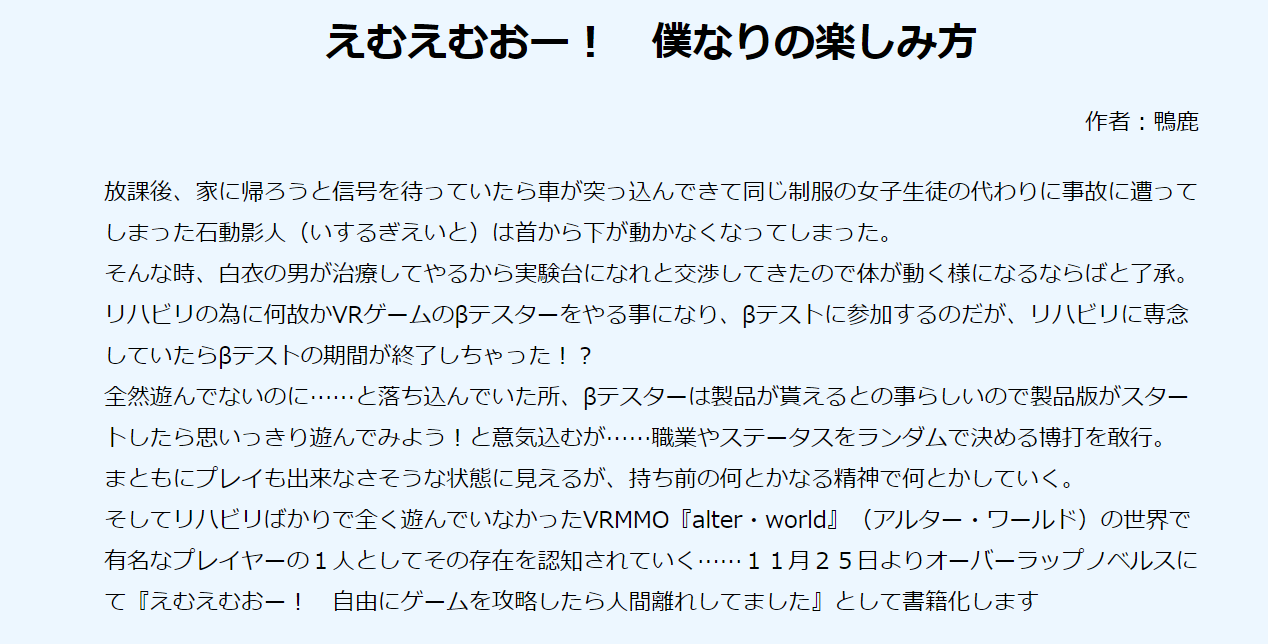 えむえむおー！　僕なりの楽しみ方
作者：鴨鹿
放課後、家に帰ろうと信号を待っていたら車が突っ込んできて同じ制服の女子生徒の代わりに事故に遭って
しまった石動影人（いするぎえいと）は首から下が動かなくなってしまった。
そんな時、白衣の男が治療してやるから実験台になれと交渉してきたので体が動く様になるならばと了承。
リハビリの為に何故かVRゲームのβテスターをやる事になり、βテストに参加するのだが、リハビリに専念
していたらβテストの期間が終了しちゃった！？
全然遊んでないのに……と落ち込んでいた所、βテスターは製品が貰えるとの事らしいので製品版がスター
トしたら思いっきり遊んでみよう！と意気込むが……職業やステータスをランダムで決める博打を敢行。
まともにプレイも出来なさそうな状態に見えるが、持ち前の何とかなる精神で何とかしていく。
そしてリハビリばかりで全く遊んでいなかったVRMMO『alter・world』（アルター・ワールド）の世界で
有名なプレイヤーの１人としてその存在を認知されていく……１１月２５日よりオーバーラップノベルスに
て『えむえむおー！　自由にゲームを攻略したら人間離れしてました』として書籍化します